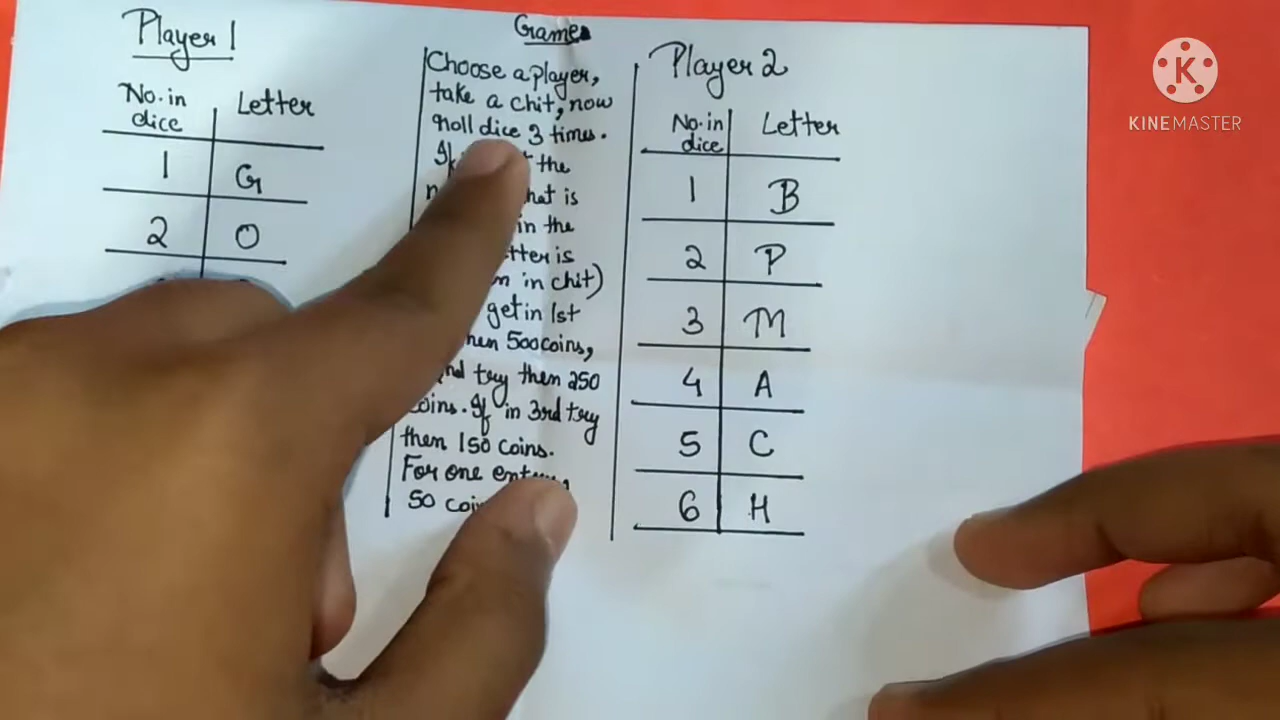 Player 1
No. in dice | Letter
1 | G
2 | O
Game
Choose a player,
take a chit, now
roll dice 3 times.
the
is
in the
is
in chit)
get in 1st
500 coins,
try then 250
coins. If in 3rd try
then 150 coins.
For one
50
Player 2
No. in dice | Letter
1 | B
2 | P
3 | M
4 | A
5 | C
6 | H
K
KINEMASTER